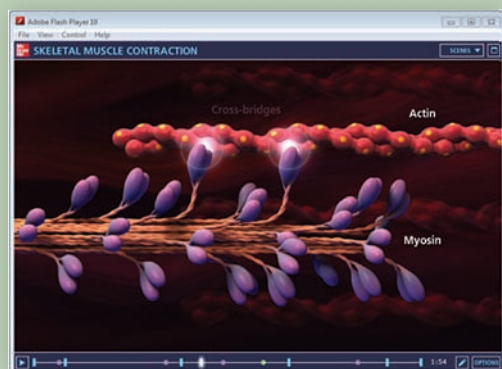 Adobe Flash Player 10
File View Control Help
SKELETAL MUSCLE CONTRACTION
SCENES
Cross-bridges
Actin
Myosin
1:54
OPTIONS